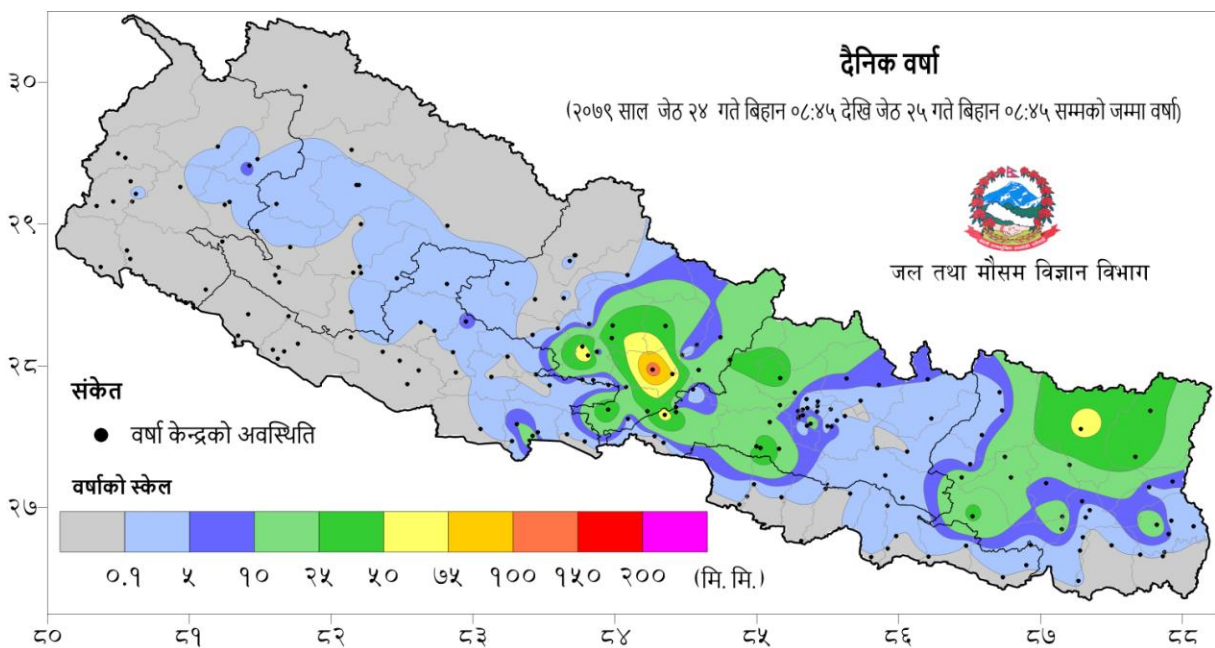 दैनिक वर्षा
(२०७९ साल जेठ २४ गते बिहान ०८:४५ देखि जेठ २५ गते बिहान ०८:४५ सम्मको जम्मा वर्षा)
जल तथा मौसम विज्ञान विभाग
३०
२९
२८
२७
संकेत
वर्षा केन्द्रको अवस्थिति
वर्षाको स्केल
०.१ ५ १० २५ ५० ७५ १०० १५० २०० (मि. मि.)
८० ८१ ८२ ८३ ८४ ८५ ८६ ८७ ८८